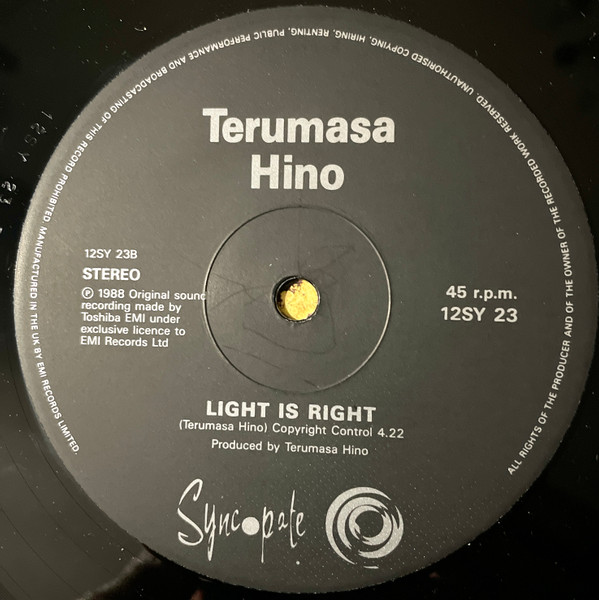 Terumasa
Hino
12SY 23B
STEREO
℗ 1988 Original sound
recording made by
Toshiba EMI under
exclusive licence to
EMI Records Ltd
45 r.p.m.
12SY 23
LIGHT IS RIGHT
(Terumasa Hino) Copyright Control 4.22
Produced by Terumasa Hino
Syncopate
ALL RIGHTS OF THE PRODUCER AND OF THE OWNER OF THE RECORDED WORK RESERVED. UNAUTHORISED COPYING, HIRING, RENTING, PUBLIC PERFORMANCE AND BROADCASTING OF THIS RECORD PROHIBITED. MANUFACTURED IN THE UK BY EMI RECORDS LIMITED.